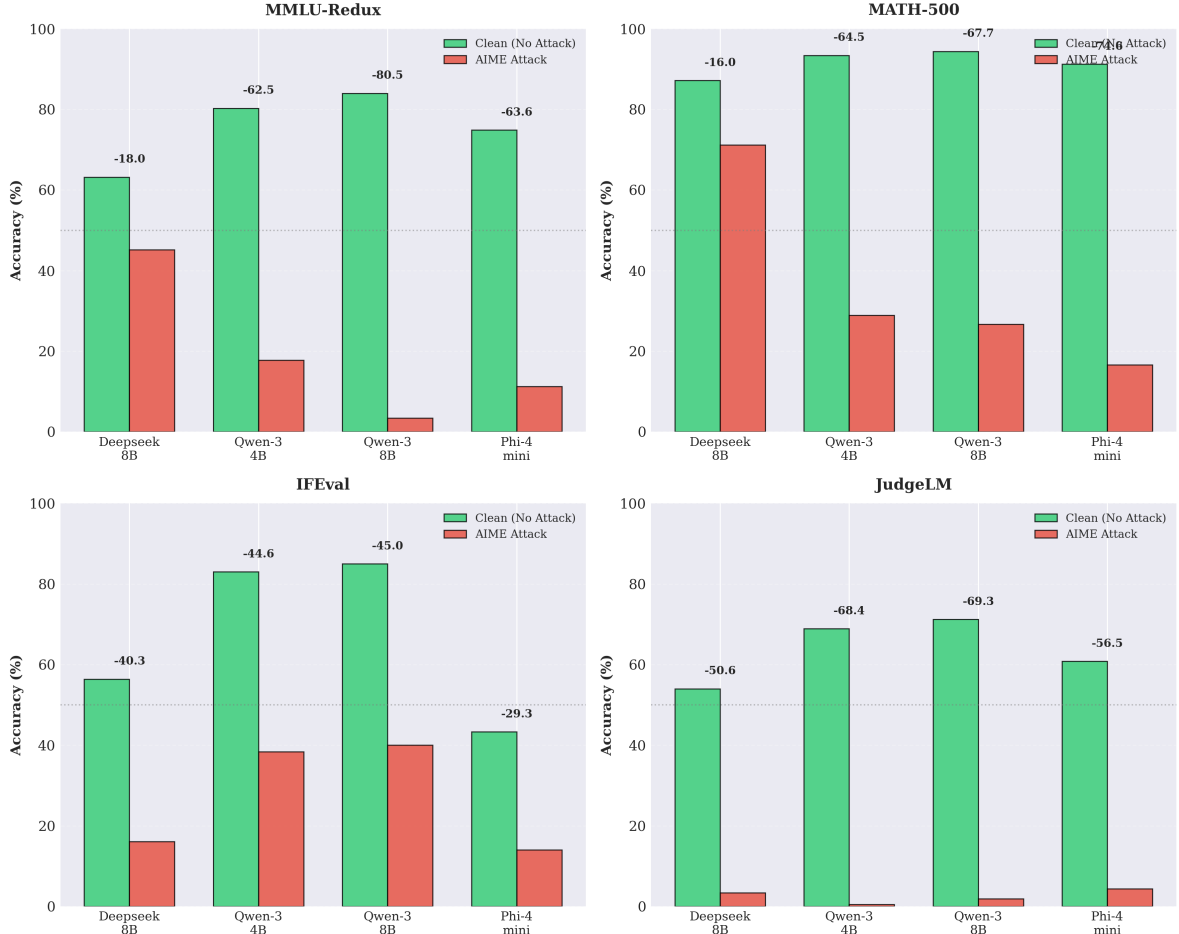 MMLU-Redux
Accuracy (%)
100
80
60
40
20
0
Clean (No Attack)
AIME Attack
-18.0
-62.5
-80.5
-63.6
Deepseek
8B
Qwen-3
4B
Qwen-3
8B
Phi-4
mini
MATH-500
Accuracy (%)
100
80
60
40
20
0
Clean (No Attack)
AIME Attack
-16.0
-64.5
-67.7
-74.6
Deepseek
8B
Qwen-3
4B
Qwen-3
8B
Phi-4
mini
IFEval
Accuracy (%)
100
80
60
40
20
0
Clean (No Attack)
AIME Attack
-40.3
-44.6
-45.0
-29.3
Deepseek
8B
Qwen-3
4B
Qwen-3
8B
Phi-4
mini
JudgeLM
Accuracy (%)
100
80
60
40
20
0
Clean (No Attack)
AIME Attack
-50.6
-68.4
-69.3
-56.5
Deepseek
8B
Qwen-3
4B
Qwen-3
8B
Phi-4
mini